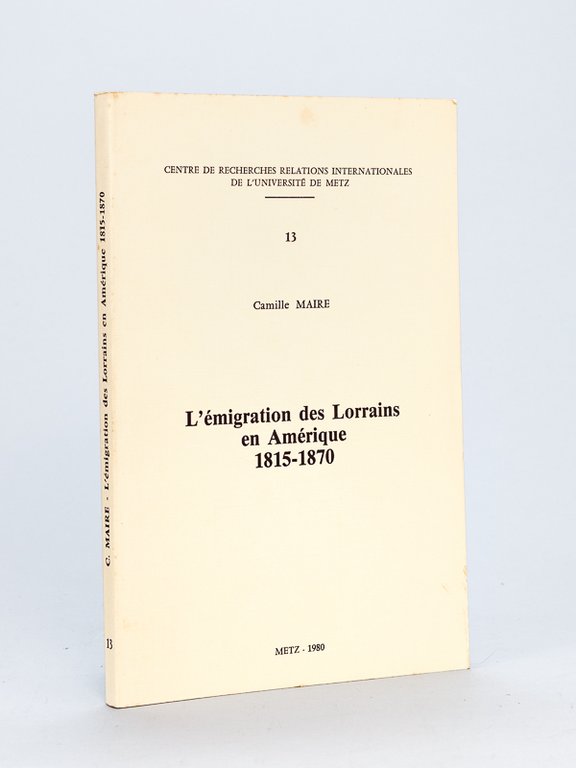 CENTRE DE RECHERCHES RELATIONS INTERNATIONALES
DE L'UNIVERSITÉ DE METZ
13
Camille MAIRE
L'émigration des Lorrains
en Amérique
1815-1870
METZ - 1980
C. MAIRE - L'émigration des Lorrains en Amérique 1815-1870
13